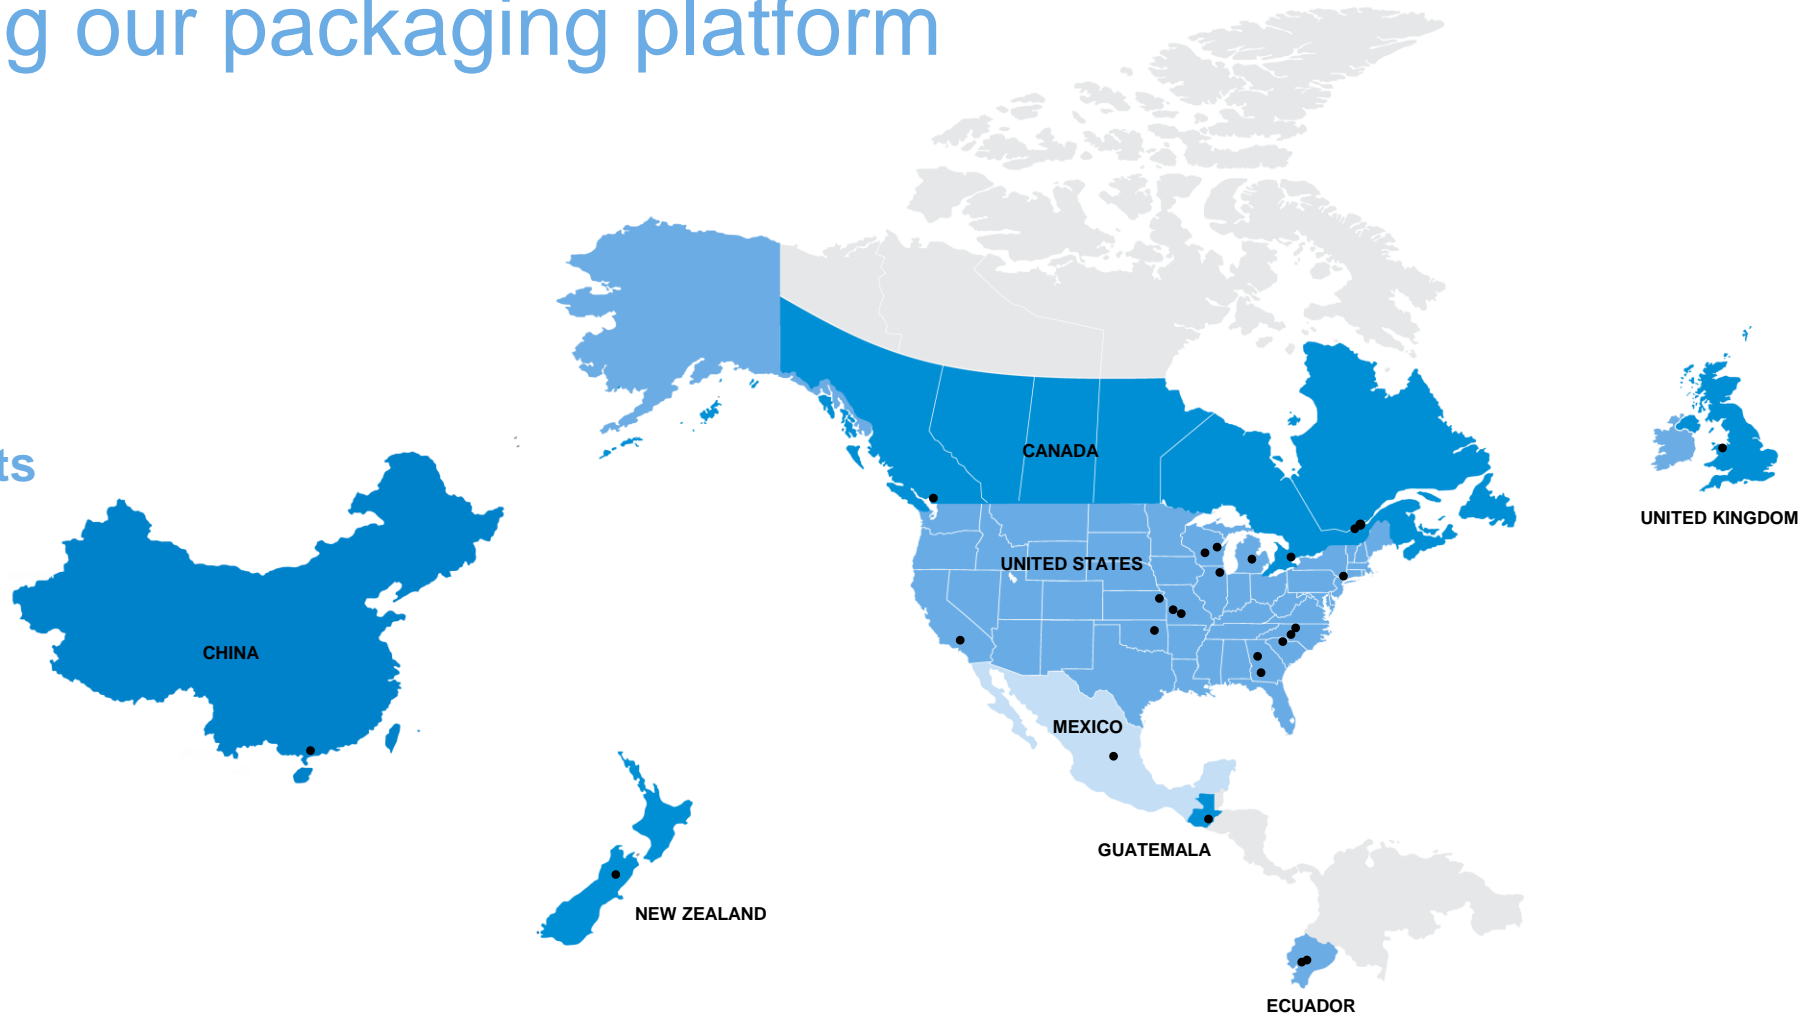 g our packaging platform
ts
CANADA
UNITED KINGDOM
UNITED STATES
CHINA
MEXICO
GUATEMALA
NEW ZEALAND
ECUADOR